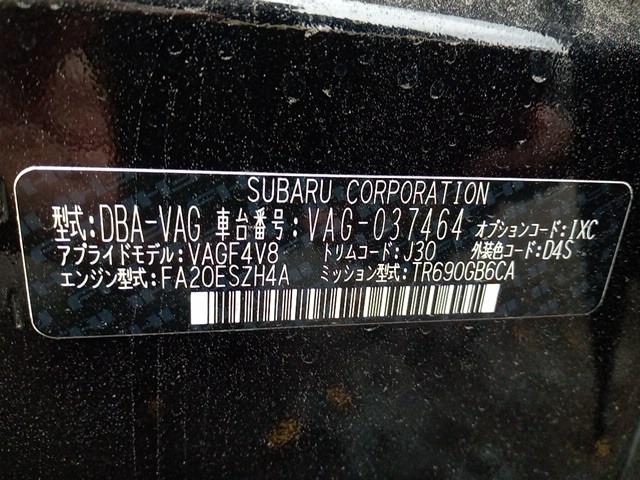 SUBARU CORPORATION
型式:DBA-VAG 車台番号:VAG-037464 オプションコード:IXC
アプライドモデル:VAGF4V8 トリムコード:J30 外装色コード:D4S
エンジン型式:FA20ESZH4A ミッション型式:TR690GB6CA